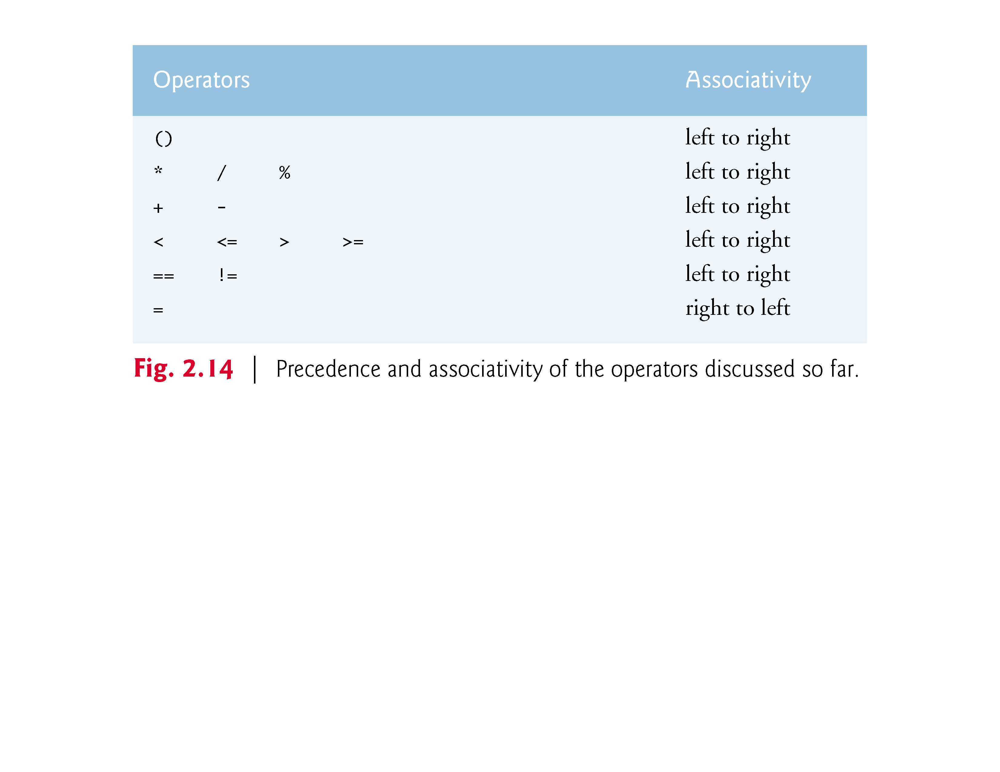 Operators Associativity
() left to right
* / % left to right
+ - left to right
< <= > >= left to right
== != left to right
= right to left
Fig. 2.14 | Precedence and associativity of the operators discussed so far.